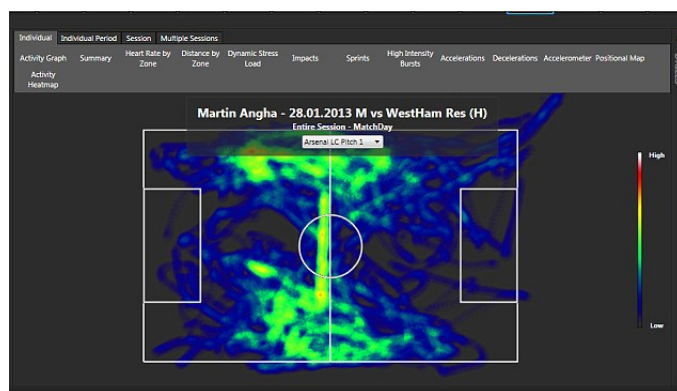 Individual Individual Period Session Multiple Sessions
Activity Graph Summary Heart Rate by Zone Distance by Zone Dynamic Stress Load Impacts Sprints High Intensity Bursts Accelerations Decelerations Accelerometer Positional Map
Activity Heatmap
Martin Angha - 28.01.2013 M vs WestHam Res (H)
Entire Session - MatchDay
Arsenal LC Pitch 1
High
Low